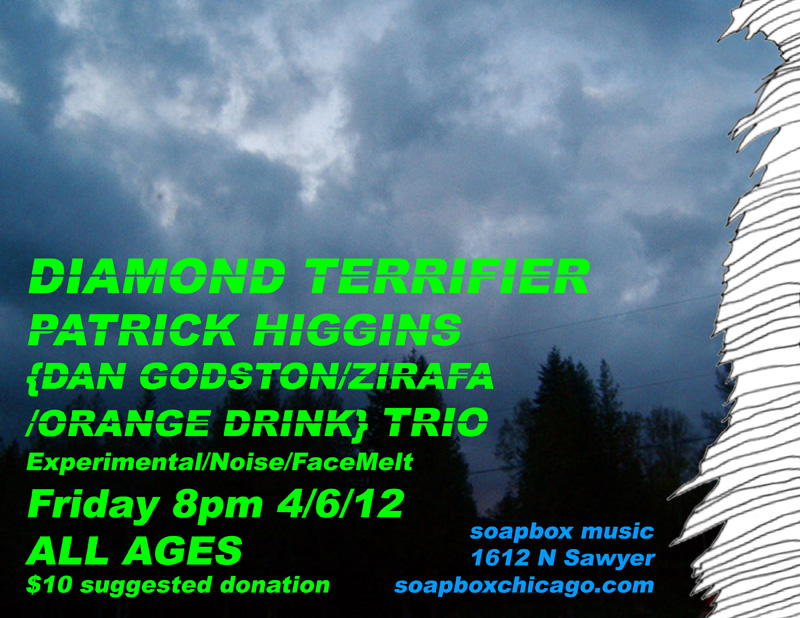 DIAMOND TERRIFIER
PATRICK HIGGINS
{DAN GODSTON/ZIRAFA
/ORANGE DRINK} TRIO
Experimental/Noise/FaceMelt
Friday 8pm 4/6/12
ALL AGES
$10 suggested donation
soapbox music
1612 N Sawyer
soapboxchicago.com